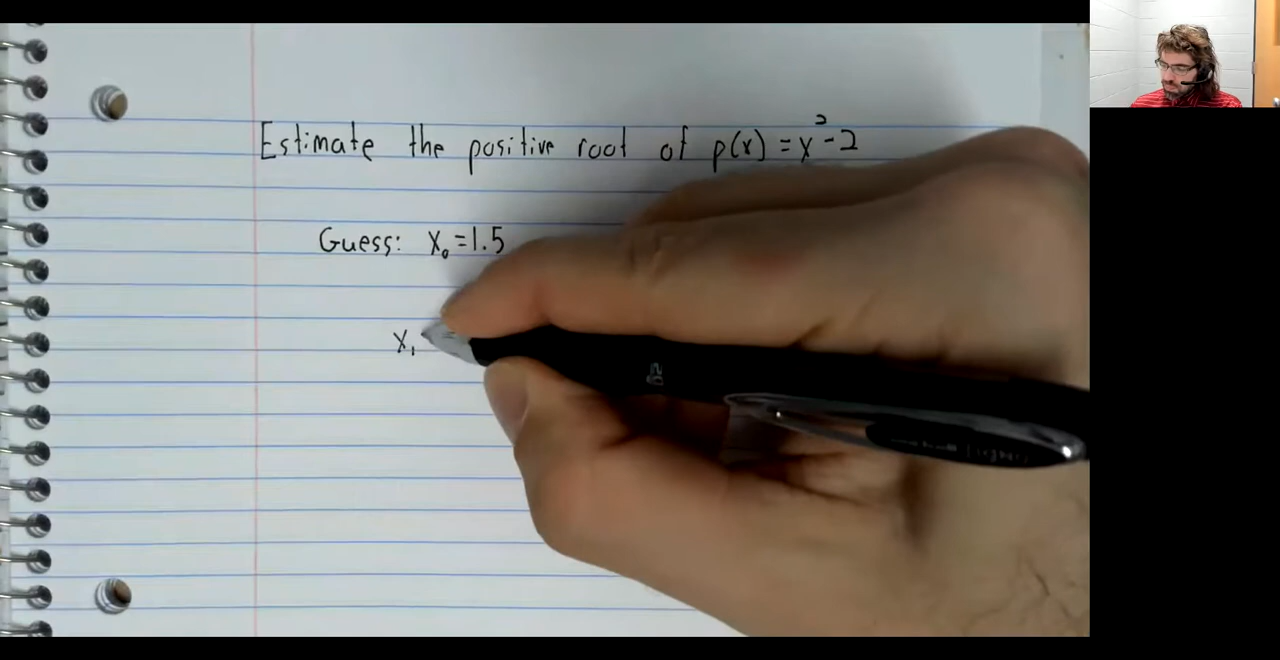 Estimate the positive root of p(x) = x² - 2
Guess: x₀ = 1.5
x₁